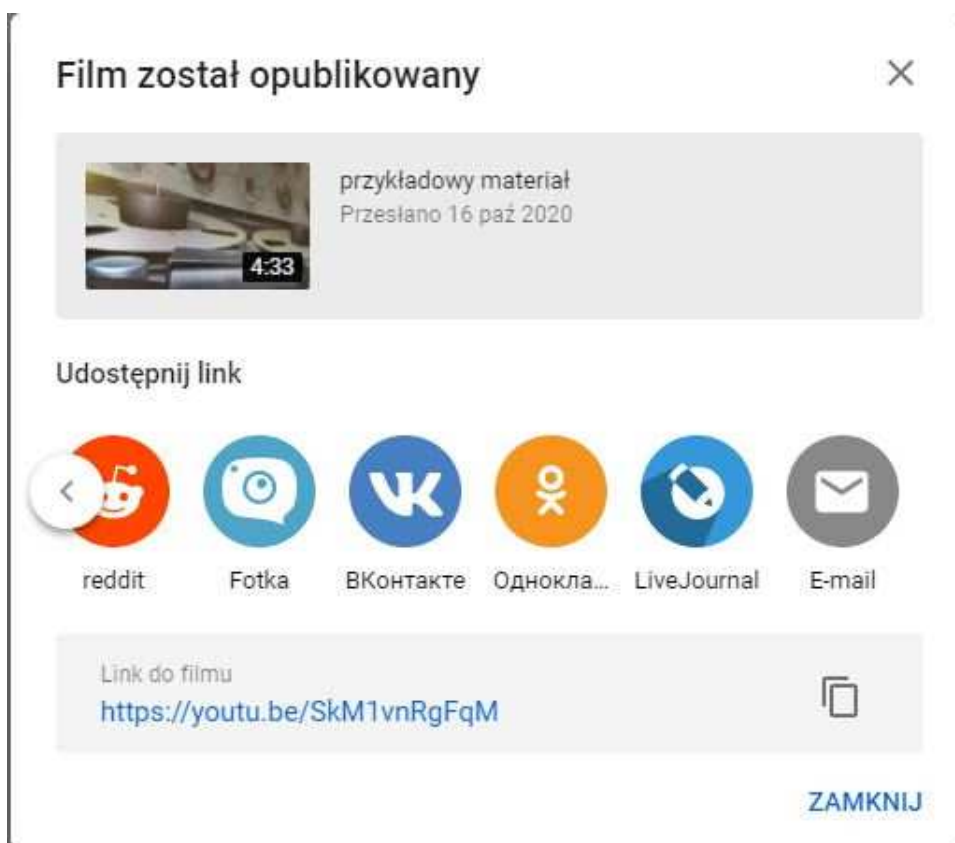 Film został opublikowany
przykładowy materiał
Przesłano 16 paź 2020
4:33
Udostępnij link
reddit
Fotka
ВКонтакте
Однокла...
LiveJournal
E-mail
Link do filmu
https://youtu.be/SkM1vnRgFqM
ZAMKNIJ